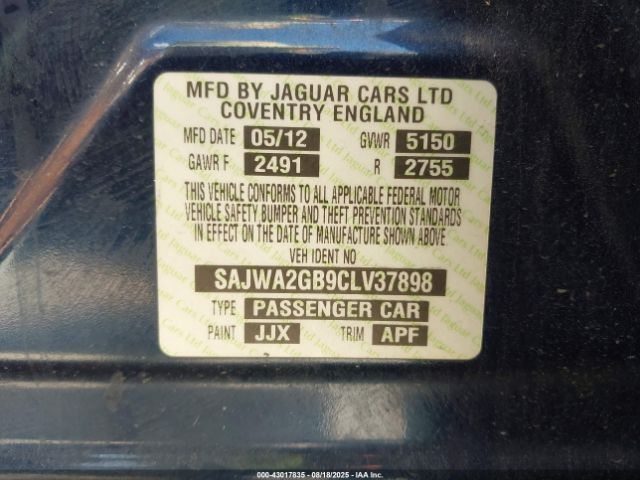 MFD BY JAGUAR CARS LTD
COVENTRY ENGLAND
MFD DATE 05/12 GVWR 5150
GAWR F 2491 R 2755
THIS VEHICLE CONFORMS TO ALL APPLICABLE FEDERAL MOTOR
VEHICLE SAFETY BUMPER AND THEFT PREVENTION STANDARDS
IN EFFECT ON THE DATE OF MANUFACTURE SHOWN ABOVE
VEH IDENT NO
SAJWA2GB9CLV37898
TYPE PASSENGER CAR
PAINT JJX TRIM APF
000-43017835 - 08/18/2025 - © IAA Holdings, LLC